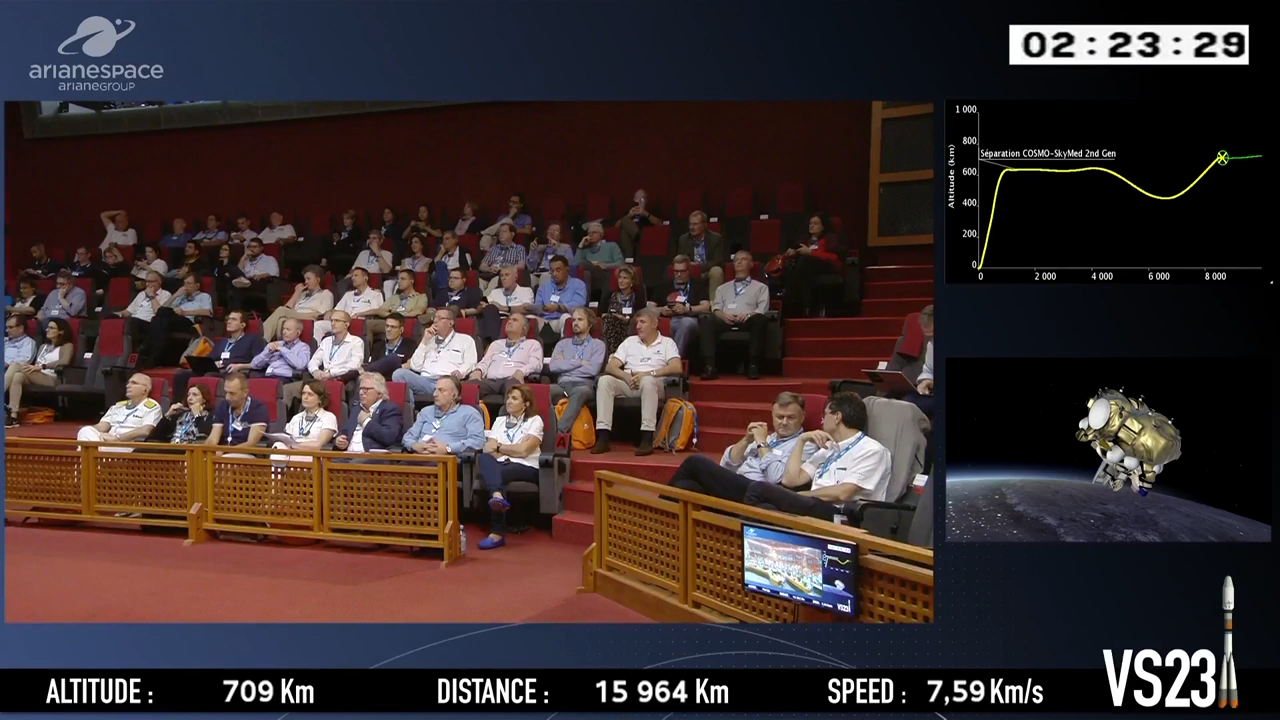 arianespace
arianegroup
02:23:29
1 000
800
600
400
200
0
Altitude (km)
Séparation COSMO-SkyMed 2nd Gen
0 2 000 4 000 6 000 8 000
A
VS23
ALTITUDE : 709 Km DISTANCE : 15 964 Km SPEED : 7,59 Km/s
VS23